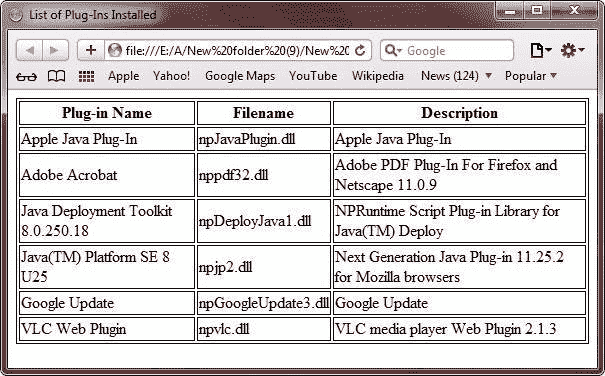 List of Plug-Ins Installed
file:///E:/A/New%20folder%20(9)/New%20
Google
Apple Yahoo! Google Maps YouTube Wikipedia News (124) Popular
Plug-in Name Filename Description
Apple Java Plug-In npJavaPlugin.dll Apple Java Plug-In
Adobe Acrobat nppdf32.dll Adobe PDF Plug-In For Firefox and
Netscape 11.0.9
Java Deployment Toolkit
8.0.250.18 npDeployJava1.dll NPRuntime Script Plug-in Library for
Java(TM) Deploy
Java(TM) Platform SE 8
U25 npjp2.dll Next Generation Java Plug-in 11.25.2
for Mozilla browsers
Google Update npGoogleUpdate3.dll Google Update
VLC Web Plugin npvlc.dll VLC media player Web Plugin 2.1.3